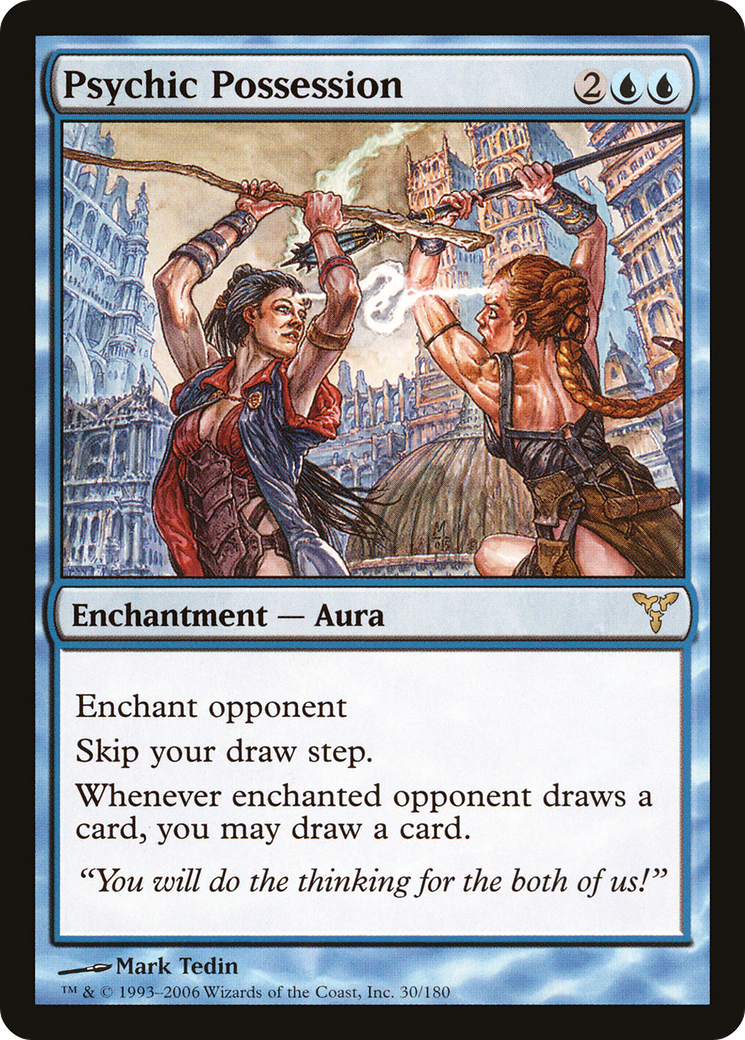 Psychic Possession 2
Enchantment — Aura
Enchant opponent
Skip your draw step.
Whenever enchanted opponent draws a
card, you may draw a card.
“You will do the thinking for the both of us!”
Mark Tedin
™ & © 1993–2006 Wizards of the Coast, Inc. 30/180